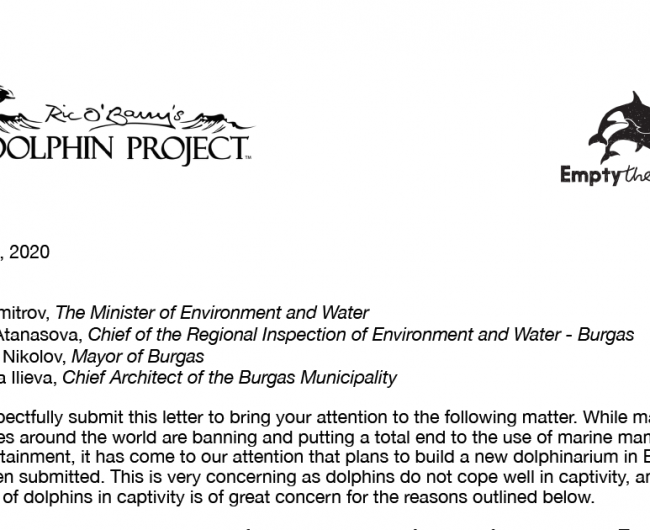 Ric O'Barry's
DOLPHIN PROJECT
Empty the
, 2020
mitrov, The Minister of Environment and Water
Atanasova, Chief of the Regional Inspection of Environment and Water - Burgas
Nikolov, Mayor of Burgas
a Ilieva, Chief Architect of the Burgas Municipality
pectfully submit this letter to bring your attention to the following matter. While ma
es around the world are banning and putting a total end to the use of marine mam
tainment, it has come to our attention that plans to build a new dolphinarium in B
en submitted. This is very concerning as dolphins do not cope well in captivity, an
of dolphins in captivity is of great concern for the reasons outlined below.